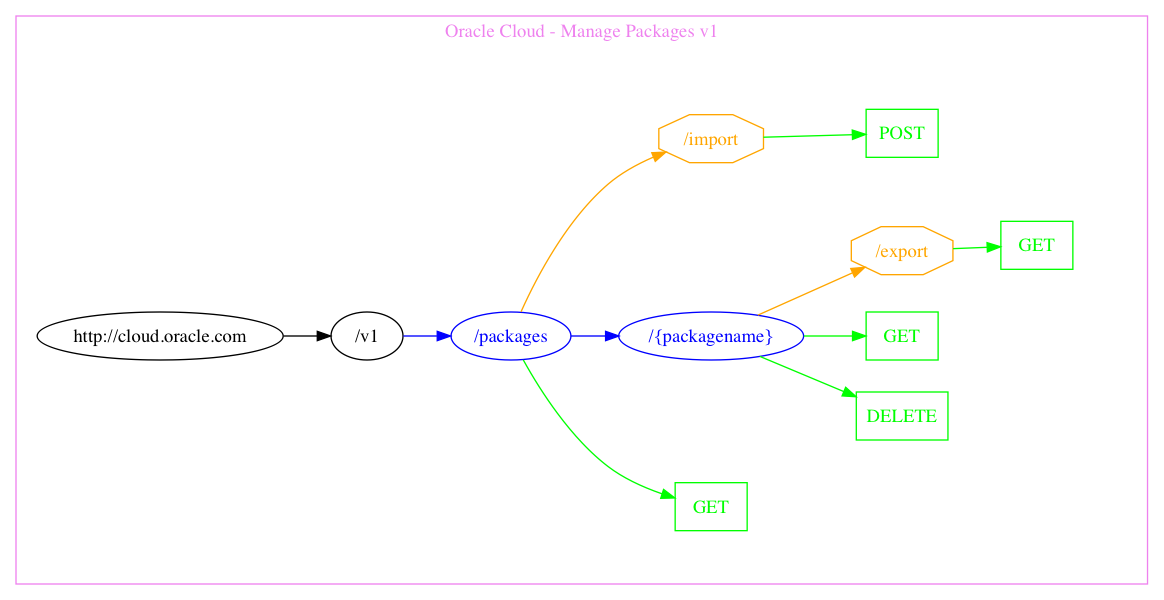 Oracle Cloud - Manage Packages v1
/import
POST
/export
GET
http://cloud.oracle.com
/v1
/packages
/{packagename}
GET
DELETE
GET